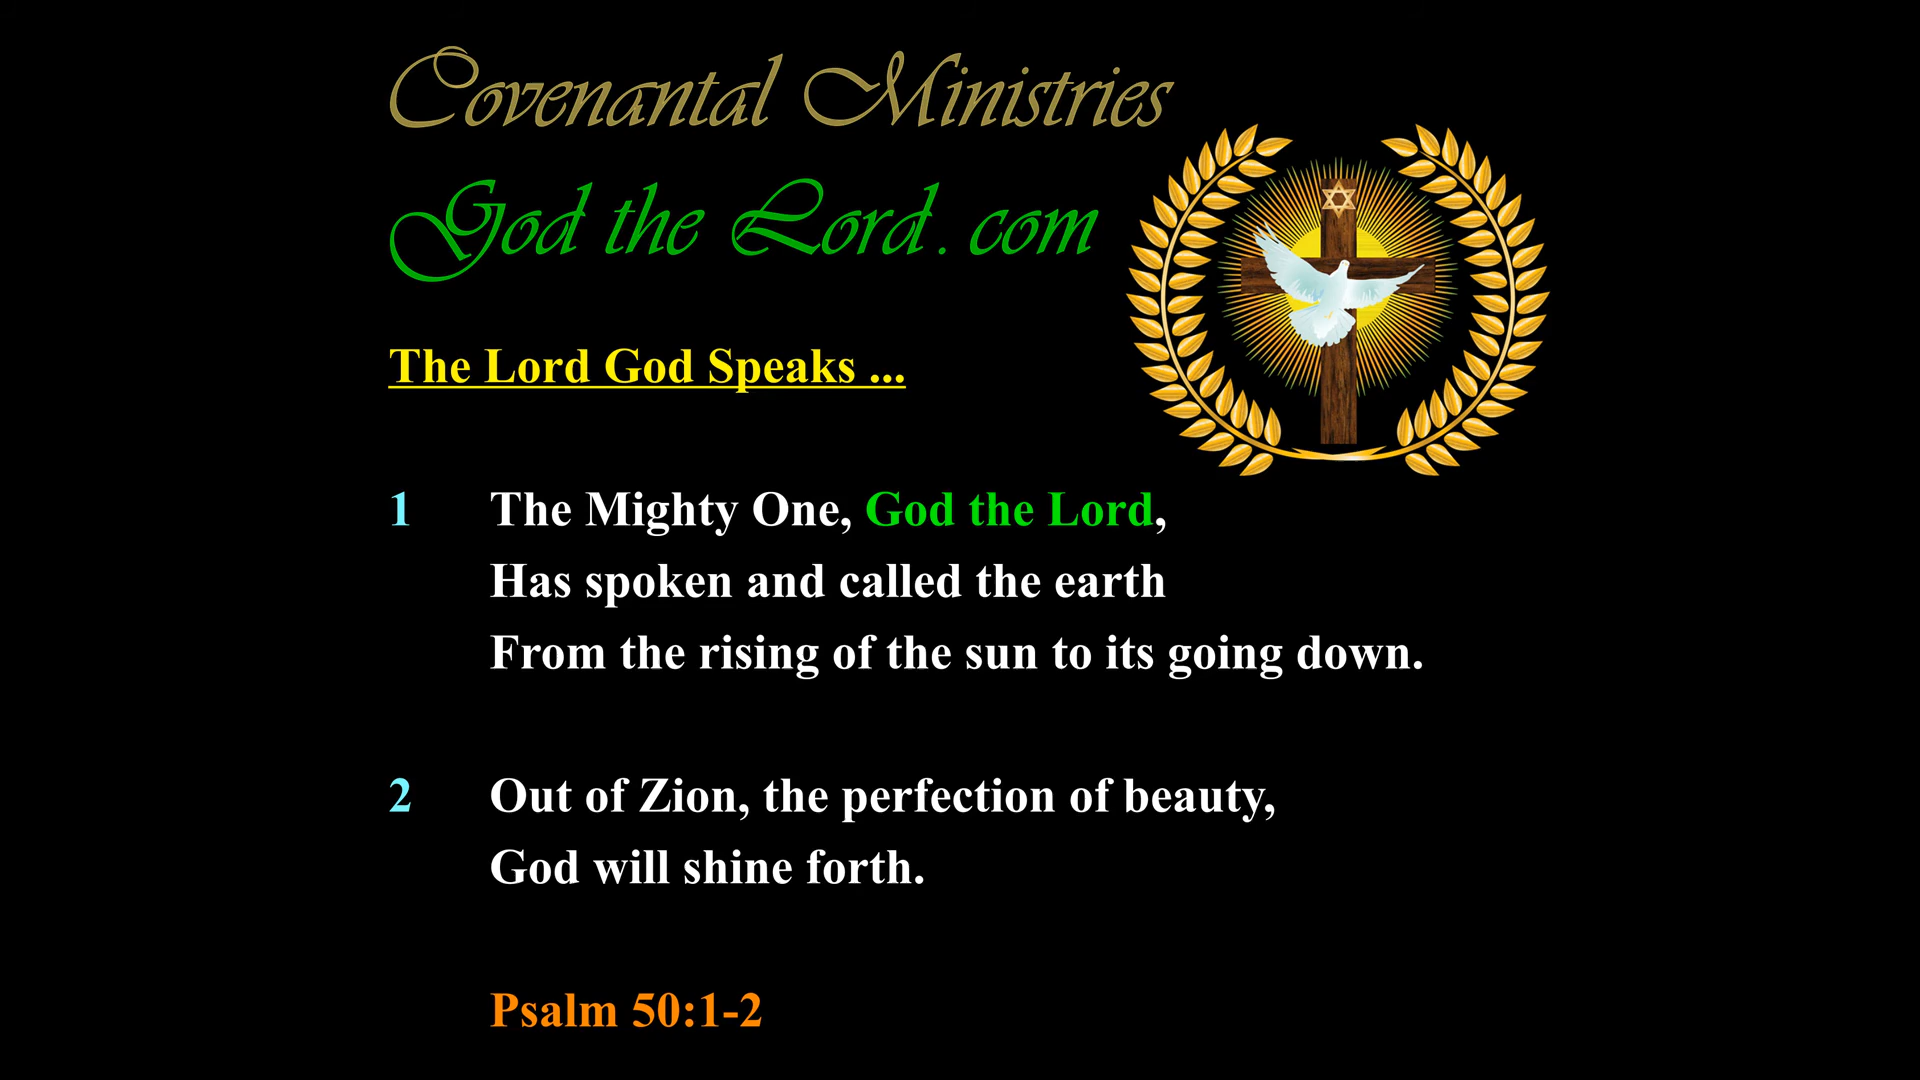 Covenantal Ministries
God the Lord . com
The Lord God Speaks ...
1 The Mighty One, God the Lord,
Has spoken and called the earth
From the rising of the sun to its going down.
2 Out of Zion, the perfection of beauty,
God will shine forth.
Psalm 50:1-2